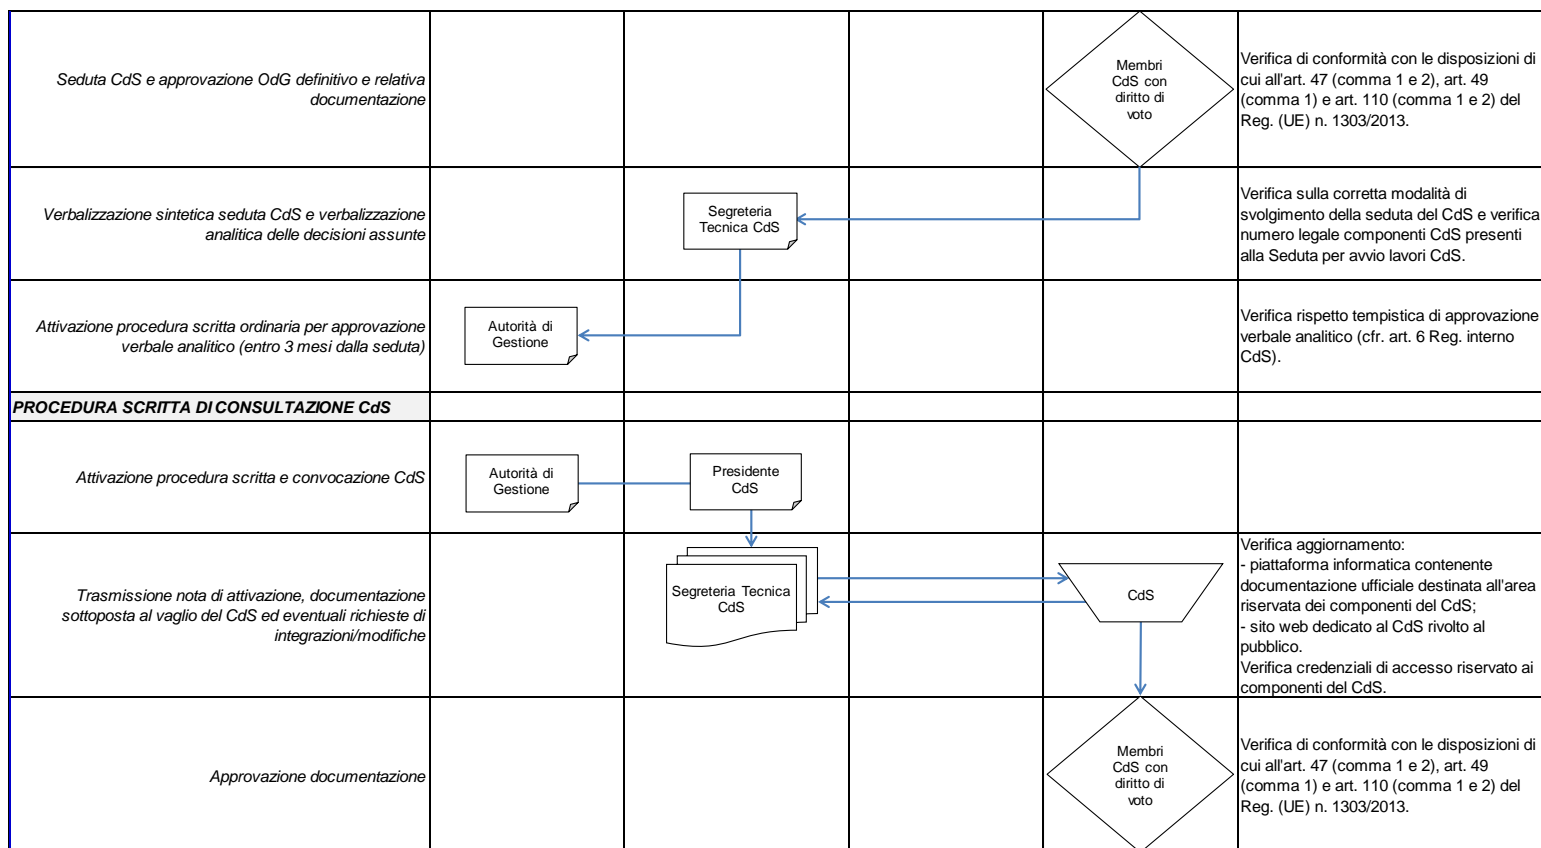 Seduta CdS e approvazione OdG definitivo e relativa
documentazione
Membri
CdS con
diritto di
voto
Verifica di conformità con le disposizioni di
cui all'art. 47 (comma 1 e 2), art. 49
(comma 1) e art. 110 (comma 1 e 2) del
Reg. (UE) n. 1303/2013.
Verbalizzazione sintetica seduta CdS e verbalizzazione
analitica delle decisioni assunte
Segreteria
Tecnica CdS
Verifica sulla corretta modalità di
svolgimento della seduta del CdS e verifica
numero legale componenti CdS presenti
alla Seduta per avvio lavori CdS.
Attivazione procedura scritta ordinaria per approvazione
verbale analitico (entro 3 mesi dalla seduta)
Autorità di
Gestione
Verifica rispetto tempistica di approvazione
verbale analitico (cfr. art. 6 Reg. interno
CdS).
PROCEDURA SCRITTA DI CONSULTAZIONE CdS
Attivazione procedura scritta e convocazione CdS
Autorità di
Gestione
Presidente
CdS
Trasmissione nota di attivazione, documentazione
sottoposta al vaglio del CdS ed eventuali richieste di
integrazioni/modifiche
Segreteria Tecnica
CdS
CdS
Verifica aggiornamento:
- piattaforma informatica contenente
documentazione ufficiale destinata all'area
riservata dei componenti del CdS;
- sito web dedicato al CdS rivolto al
pubblico.
Verifica credenziali di accesso riservato ai
componenti del CdS.
Approvazione documentazione
Membri
CdS con
diritto di
voto
Verifica di conformità con le disposizioni di
cui all'art. 47 (comma 1 e 2), art. 49
(comma 1) e art. 110 (comma 1 e 2) del
Reg. (UE) n. 1303/2013.